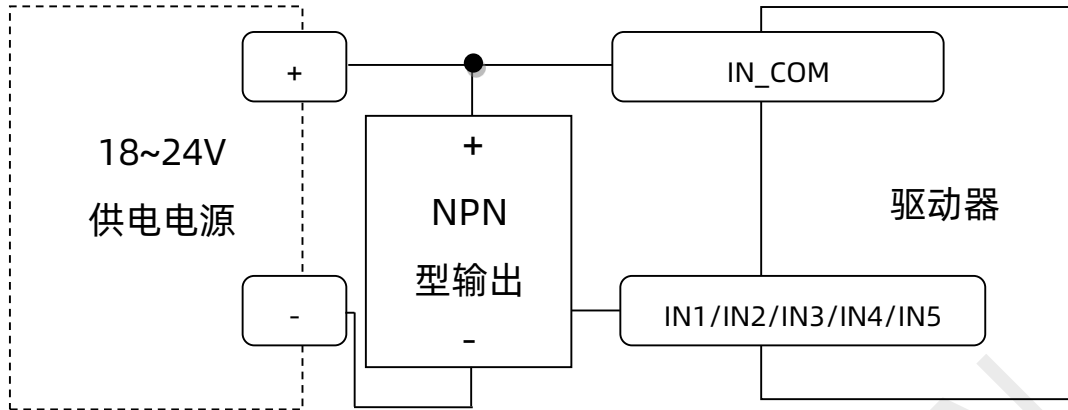 +
IN_COM
18~24V
供电电源
+
NPN
型输出
-
驱动器
-
IN1/IN2/IN3/IN4/IN5